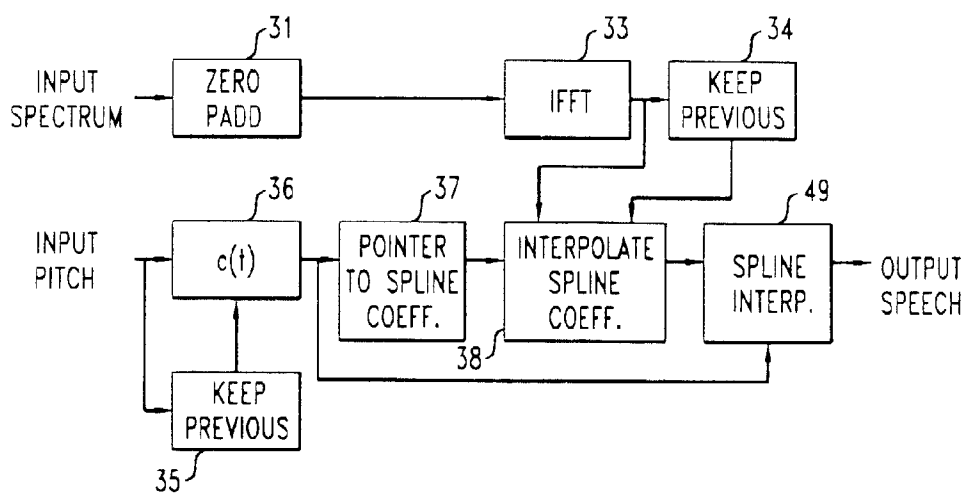 31
33
34
INPUT
SPECTRUM
ZERO
PADD
IFFT
KEEP
PREVIOUS
36
37
49
INPUT
PITCH
c(t)
POINTER
TO SPLINE
COEFF.
INTERPOLATE
SPLINE
COEFF.
SPLINE
INTERP.
OUTPUT
SPEECH
38
KEEP
PREVIOUS
35